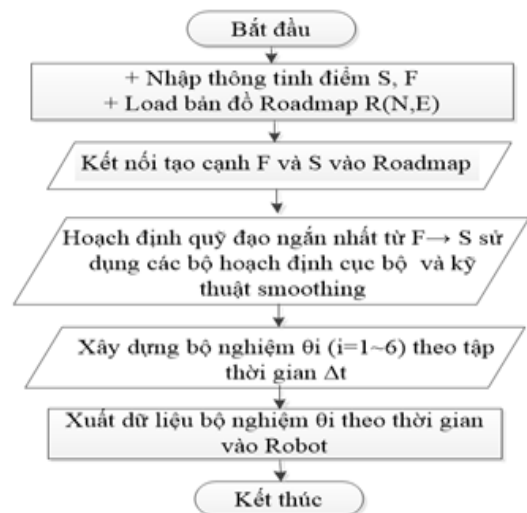 Bắt đầu
+ Nhập thông tinh điểm S, F
+ Load bản đồ Roadmap R(N,E)
Kết nối tạo cạnh F và S vào Roadmap
Hoạch định quỹ đạo ngắn nhất từ F→ S sử
dụng các bộ hoạch định cục bộ và kỹ
thuật smoothing
Xây dựng bộ nghiệm θi (i=1~6) theo tập
thời gian Δt
Xuất dữ liệu bộ nghiệm θi theo thời gian
vào Robot
Kết thúc